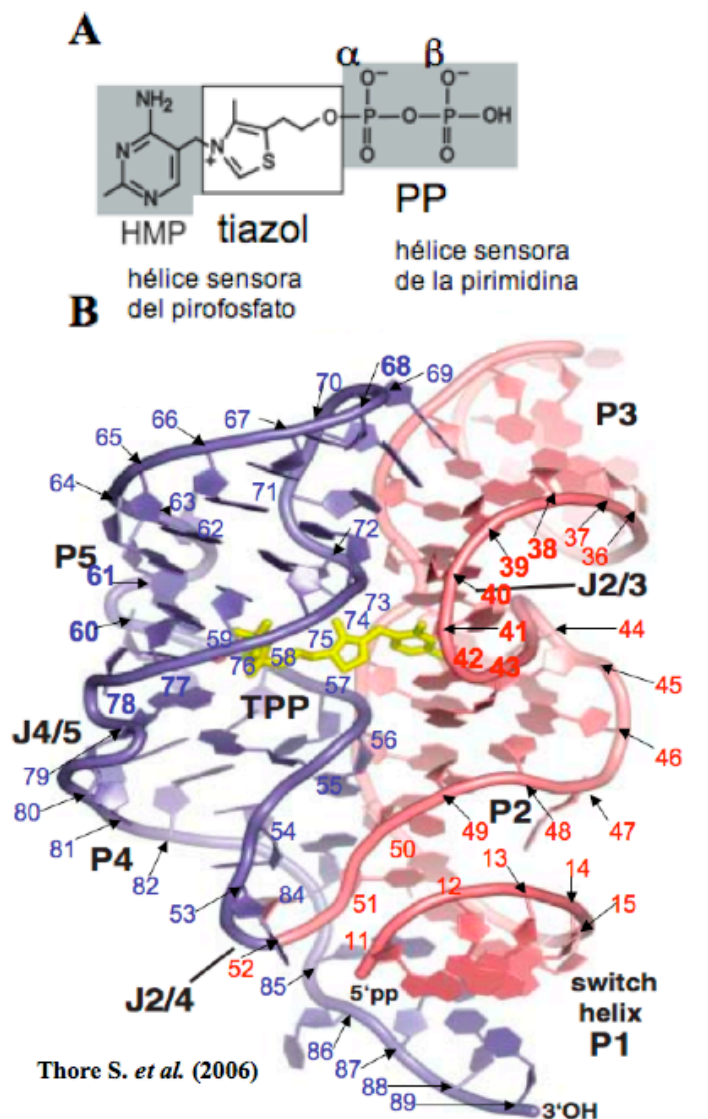 A
α β
NH₂ O⁻ O⁻
N N + S O P O P OH
N O O
HMP tiazol PP
hélice sensora
del pirofosfato
hélice sensora
de la pirimidina
B
68
70 69
67
66
65
P3
64
63
71
62
38 37 36
72
39
P5
40 J2/3
61
73
74
41 44
60
59 75
76 58
42 43
45
77 57
TPP
78
J4/5
56
46
79
55
P2
80
49 48 47
54
81
P4
50
13 14
82
12
84
15
53
51
11
52
5'pp
switch
helix
J2/4
85
P1
86
Thore S. et al. (2006)
87
88
89 3'OH